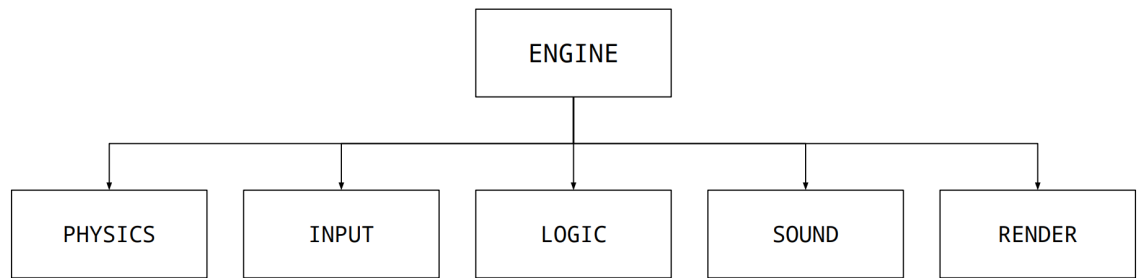 ENGINE
PHYSICS
INPUT
LOGIC
SOUND
RENDER